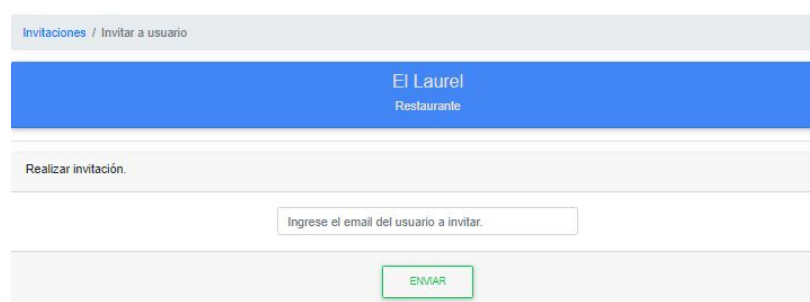 Invitaciones / Invitar a usuario
El Laurel
Restaurante
Realizar invitación.
Ingrese el email del usuario a invitar.
ENVIAR